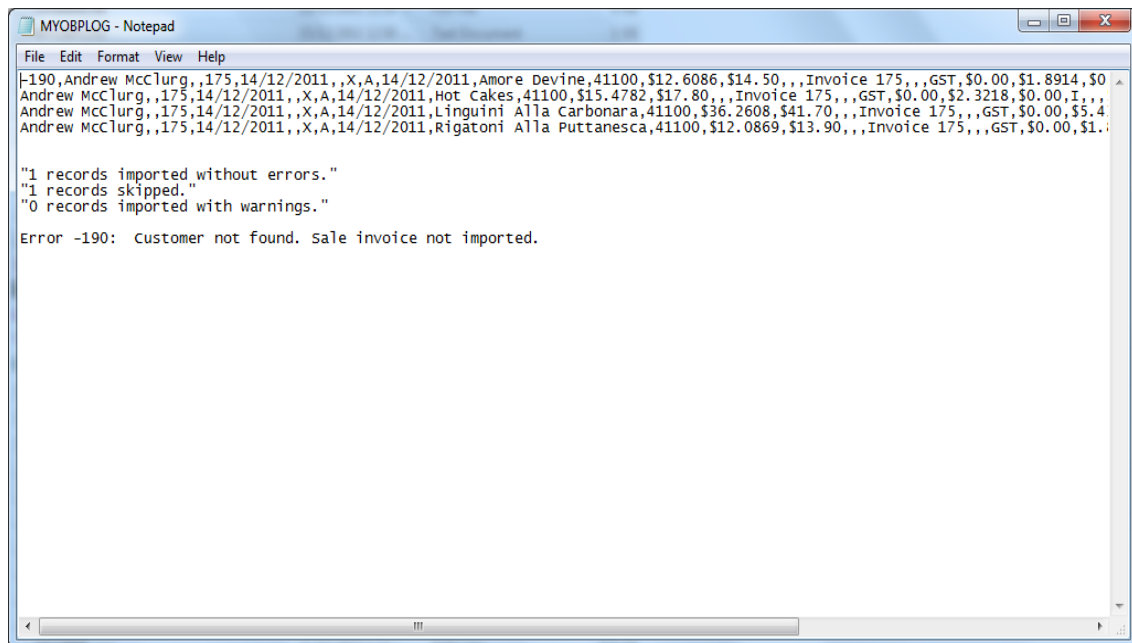 MYOBPLOG - Notepad
File Edit Format View Help
-190,Andrew McClurg,,175,14/12/2011,,X,A,14/12/2011,Amore Devine,41100,$12.6086,$14.50,,,Invoice 175,,,GST,$0.00,$1.8914,$0
Andrew McClurg,,175,14/12/2011,,X,A,14/12/2011,Hot Cakes,41100,$15.4782,$17.80,,,Invoice 175,,,GST,$0.00,$2.3218,$0.00,I,,,
Andrew McClurg,,175,14/12/2011,,X,A,14/12/2011,Linguini Alla Carbonara,41100,$36.2608,$41.70,,,Invoice 175,,,GST,$0.00,$5.4
Andrew McClurg,,175,14/12/2011,,X,A,14/12/2011,Rigatoni Alla Puttanesca,41100,$12.0869,$13.90,,,Invoice 175,,,GST,$0.00,$1.
"1 records imported without errors."
"1 records skipped."
"0 records imported with warnings."
Error -190: Customer not found. Sale invoice not imported.